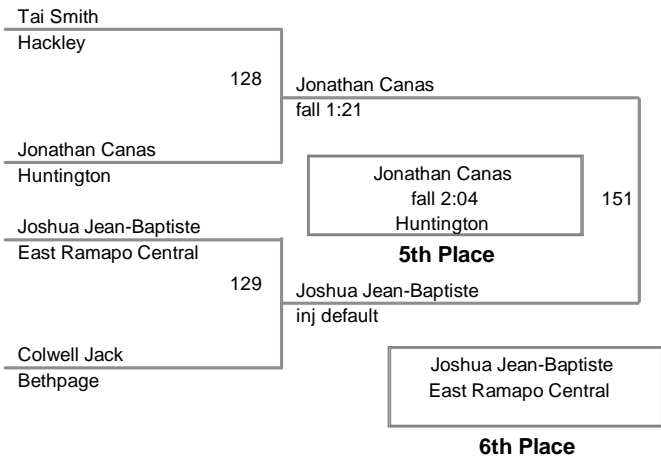 Tai Smith
Hackley
128
Jonathan Canas
fall 1:21
Jonathan Canas
Huntington
Jonathan Canas
fall 2:04
Huntington
151
5th Place
Joshua Jean-Baptiste
East Ramapo Central
129
Joshua Jean-Baptiste
inj default
Colwell Jack
Bethpage
Joshua Jean-Baptiste
East Ramapo Central
6th Place